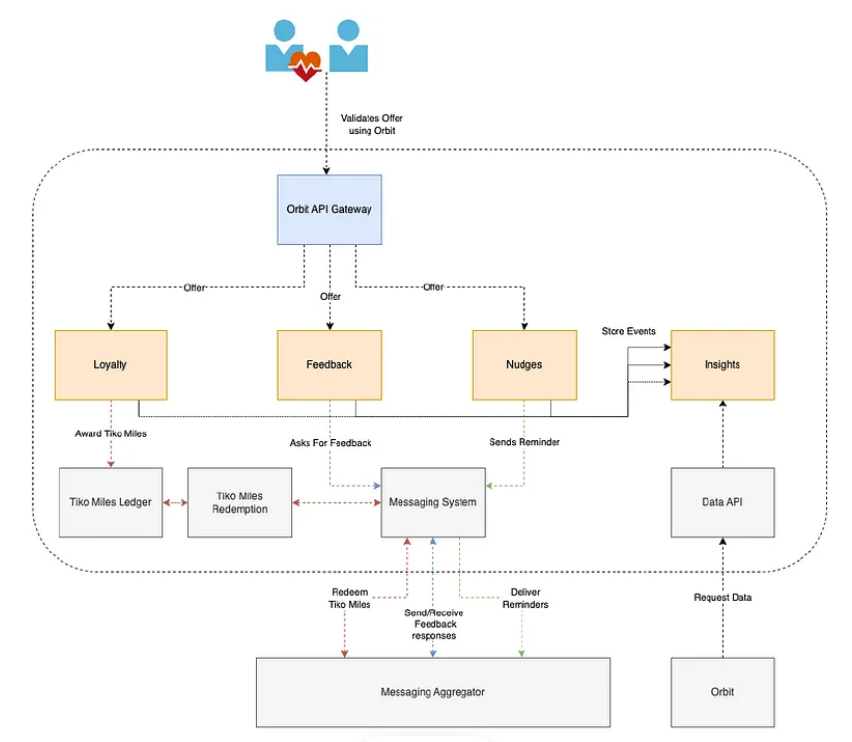 Validates Offer
using Orbit
Orbit API Gateway
Offer
Offer
Offer
Store Events
Loyalty
Feedback
Nudges
Insights
Award Tiko Miles
Asks For Feedback
Sends Reminder
Tiko Miles Ledger
Tiko Miles
Redemption
Messaging System
Data API
Redeem
Tiko Miles
Send/Receive
Feedback
responses
Deliver
Reminders
Request Data
Messaging Aggregator
Orbit